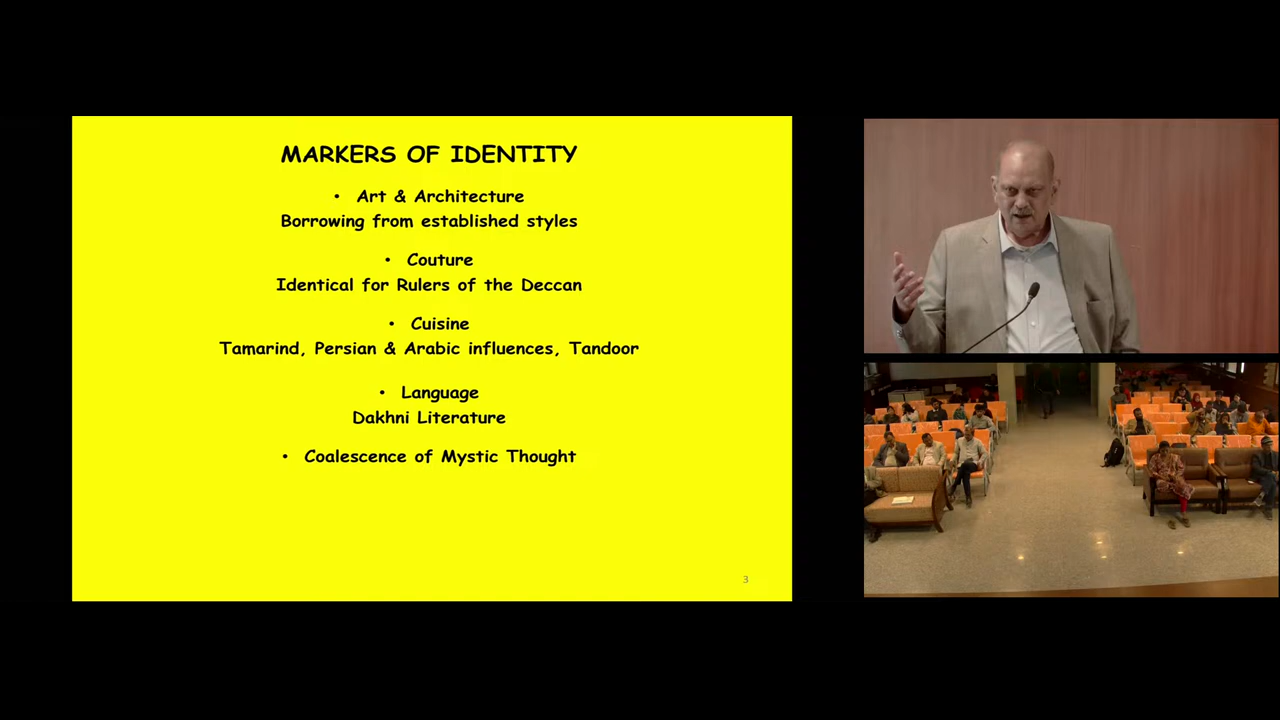 MARKERS OF IDENTITY
• Art & Architecture
Borrowing from established styles
• Couture
Identical for Rulers of the Deccan
• Cuisine
Tamarind, Persian & Arabic influences, Tandoor
• Language
Dakhni Literature
• Coalescence of Mystic Thought
3